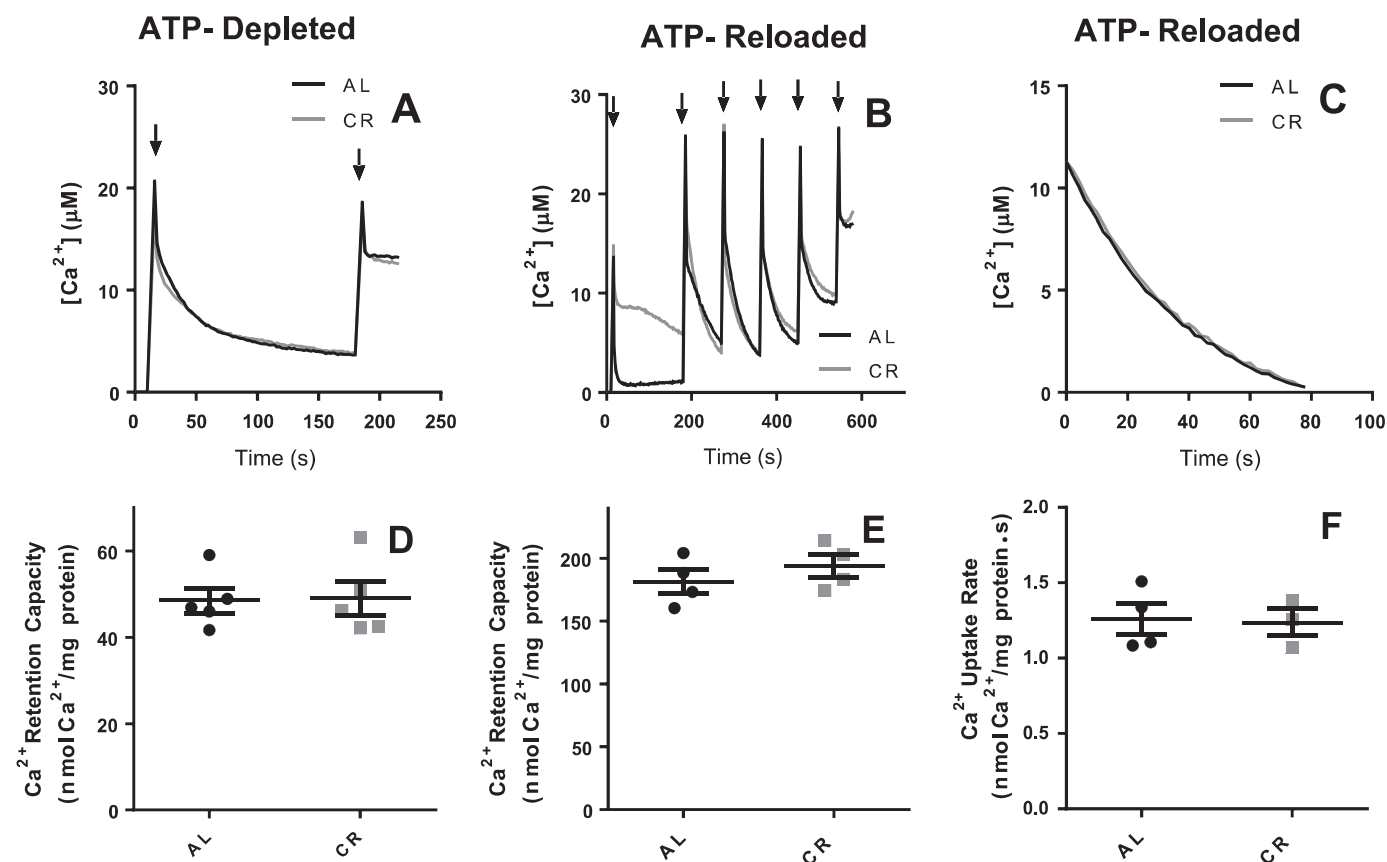 ATP- Depleted
ATP- Reloaded
ATP- Reloaded
A
AL
CR
30
20
10
0
[Ca²⁺] (μM)
0 50 100 150 200 250
Time (s)
B
30
20
10
0
[Ca²⁺] (μM)
AL
CR
0 200 400 600
Time (s)
C
AL
CR
15
10
5
0
[Ca²⁺] (μM)
0 20 40 60 80 100
Time (s)
D
60
40
20
0
Ca²⁺ Retention Capacity
(nmol Ca²⁺/mg protein)
AL CR
E
200
150
100
50
0
Ca²⁺ Retention Capacity
(nmol Ca²⁺/mg protein)
AL CR
F
2.0
1.5
1.0
0.5
0.0
Ca²⁺ Uptake Rate
(nmol Ca²⁺/mg protein.s)
AL CR